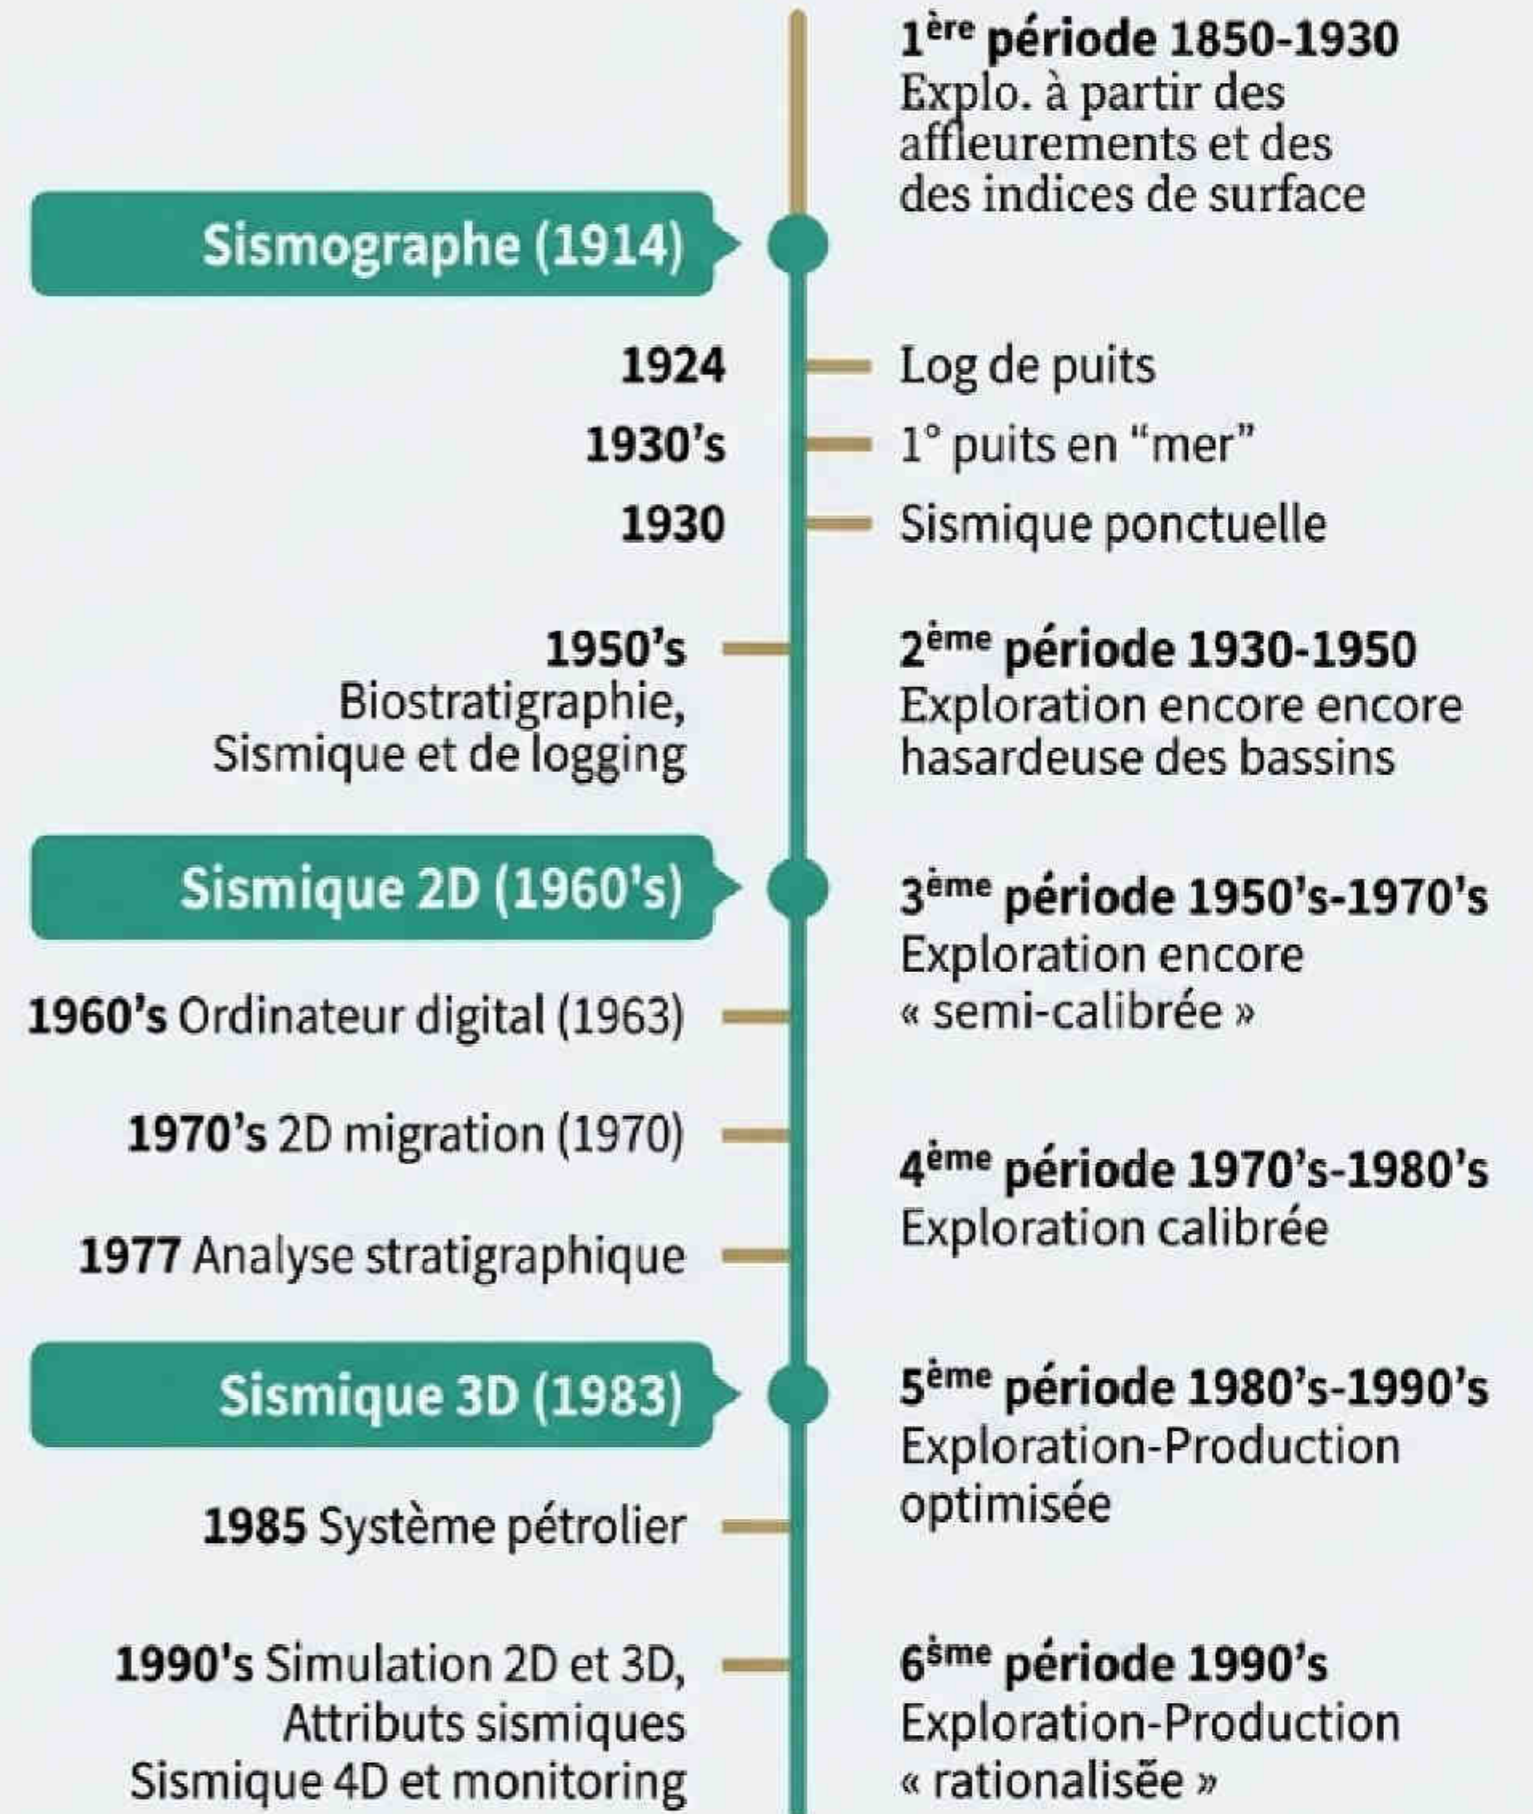 1ère période 1850-1930
Explo. à partir des
affleurements et des
des indices de surface
Sismographe (1914)
1924 Log de puits
1930's 1° puits en “mer”
1930 Sismique ponctuelle
1950's
Biostratigraphie,
Sismique et de logging
2ème période 1930-1950
Exploration encore encore
hasardeuse des bassins
Sismique 2D (1960's)
3ème période 1950's-1970's
Exploration encore
« semi-calibrée »
1960's Ordinateur digital (1963)
1970's 2D migration (1970)
4ème période 1970's-1980's
Exploration calibrée
1977 Analyse stratigraphique
Sismique 3D (1983)
5ème période 1980's-1990's
Exploration-Production
optimisée
1985 Système pétrolier
1990's Simulation 2D et 3D,
Attributs sismiques
Sismique 4D et monitoring
6ṡme période 1990's
Exploration-Production
« rationalisẽe »